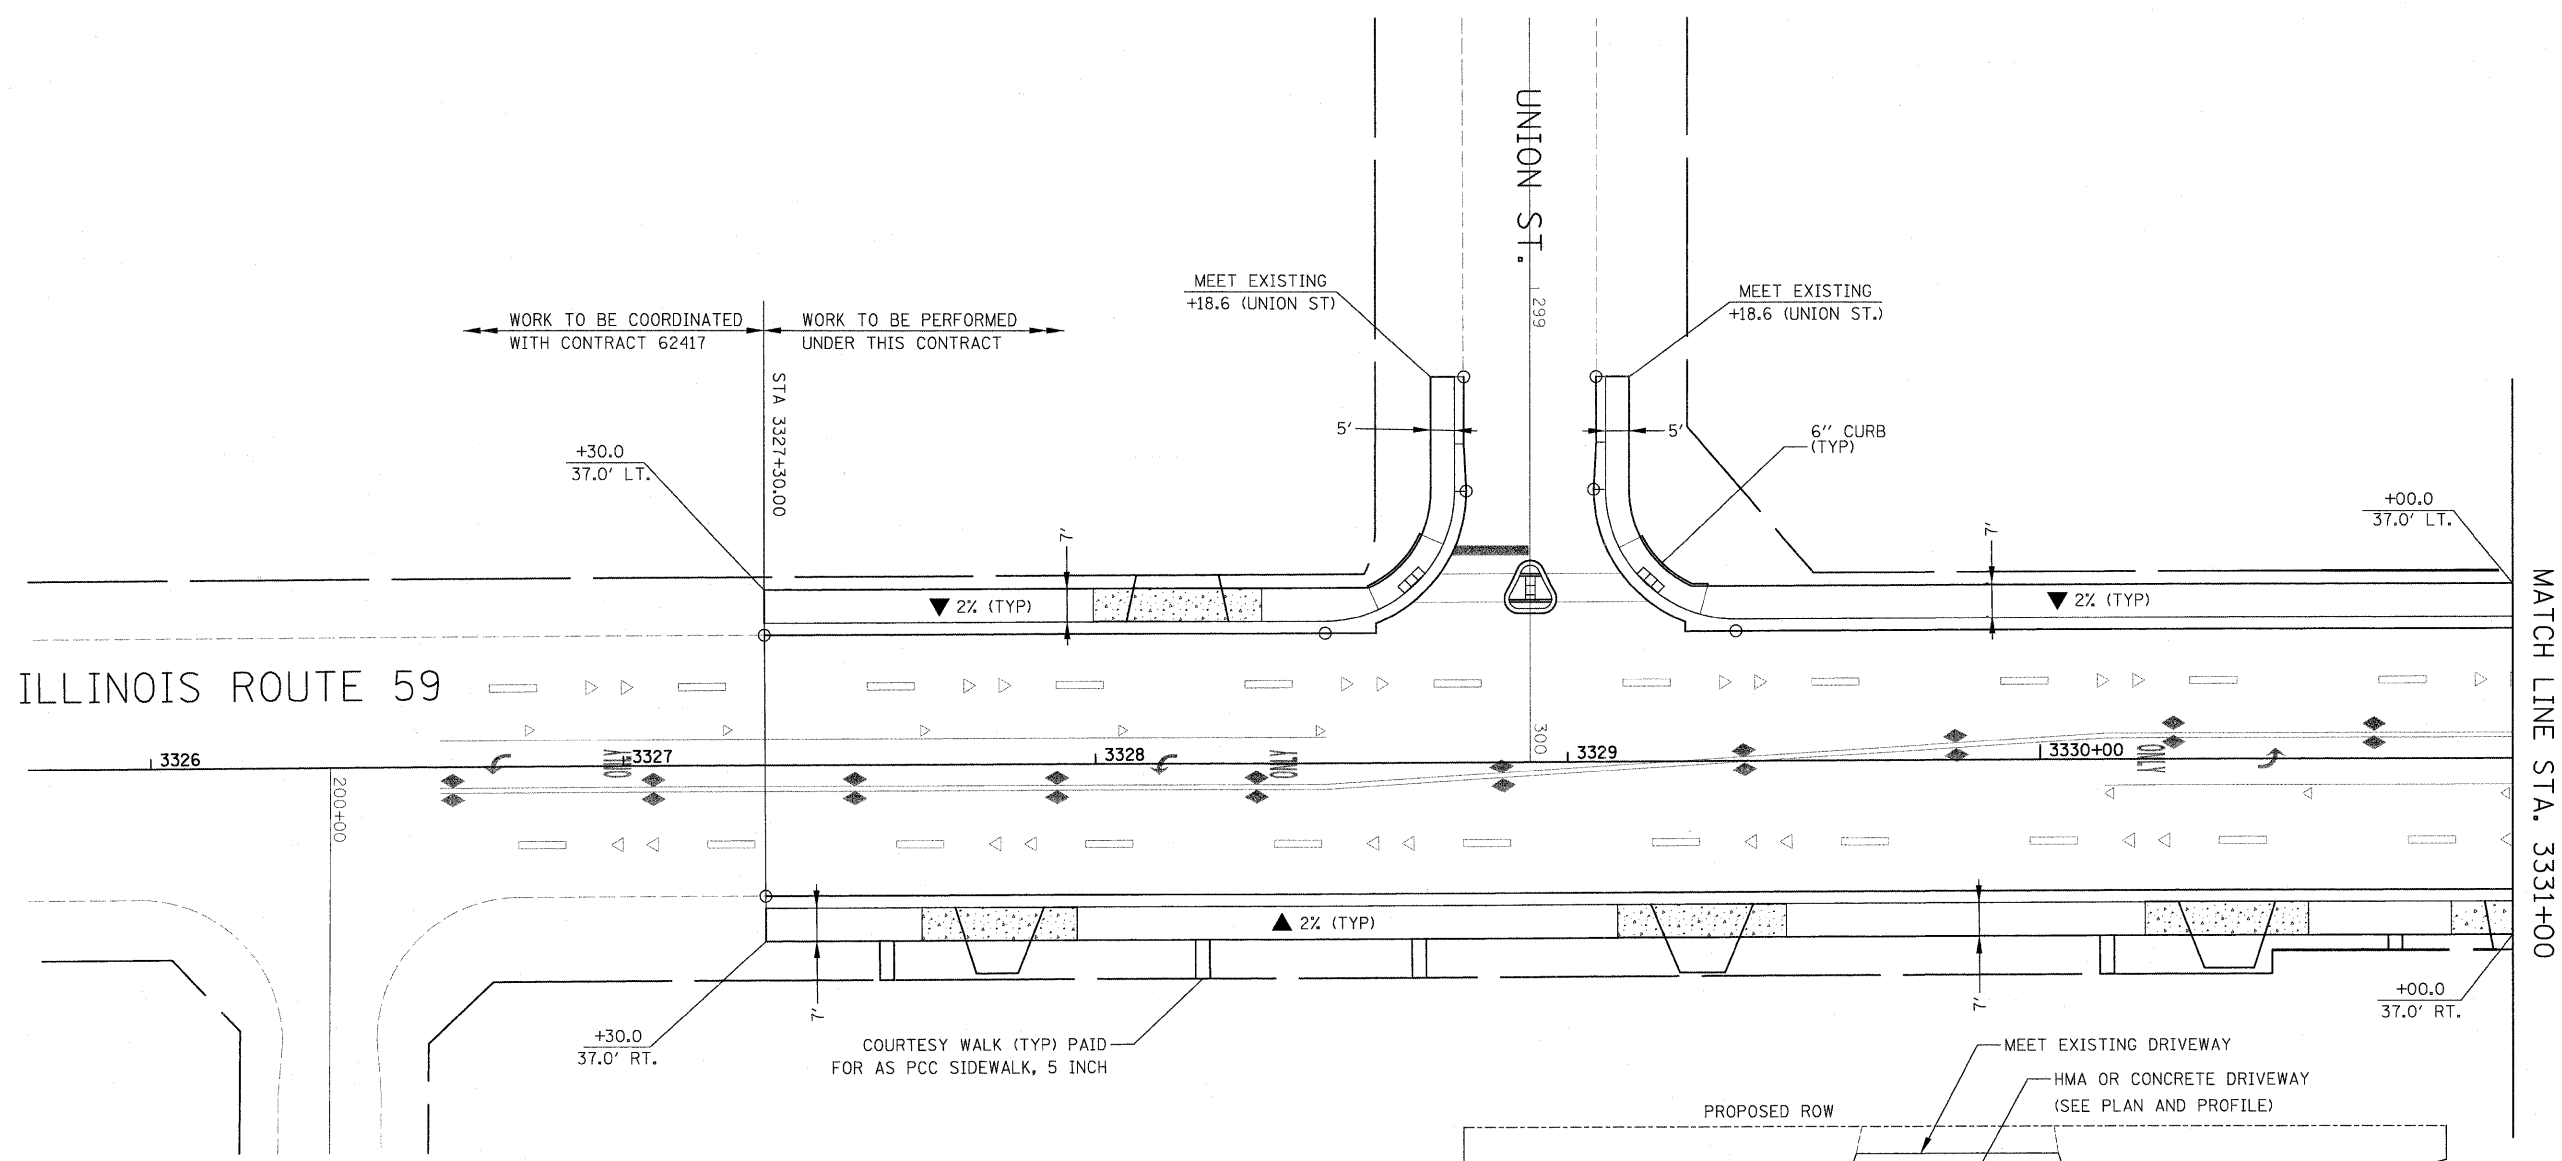 UNION ST.
299
MEET EXISTING
+18.6 (UNION ST)
MEET EXISTING
+18.6 (UNION ST.)
WORK TO BE COORDINATED
WITH CONTRACT 62417
WORK TO BE PERFORMED
UNDER THIS CONTRACT
STA 3327+30.00
5'
5'
6" CURB
(TYP)
+30.0
37.0' LT.
+00.0
37.0' LT.
7'
7'
2% (TYP)
2% (TYP)
MATCH LINE STA. 3331+00
ILLINOIS ROUTE 59
300
3326
ONLY
3327
3328
ONLY
3329
3330+00
ONLY
200+00
2% (TYP)
7'
7'
+30.0
37.0' RT.
COURTESY WALK (TYP) PAID
FOR AS PCC SIDEWALK, 5 INCH
+00.0
37.0' RT.
MEET EXISTING DRIVEWAY
HMA OR CONCRETE DRIVEWAY
(SEE PLAN AND PROFILE)
PROPOSED ROW